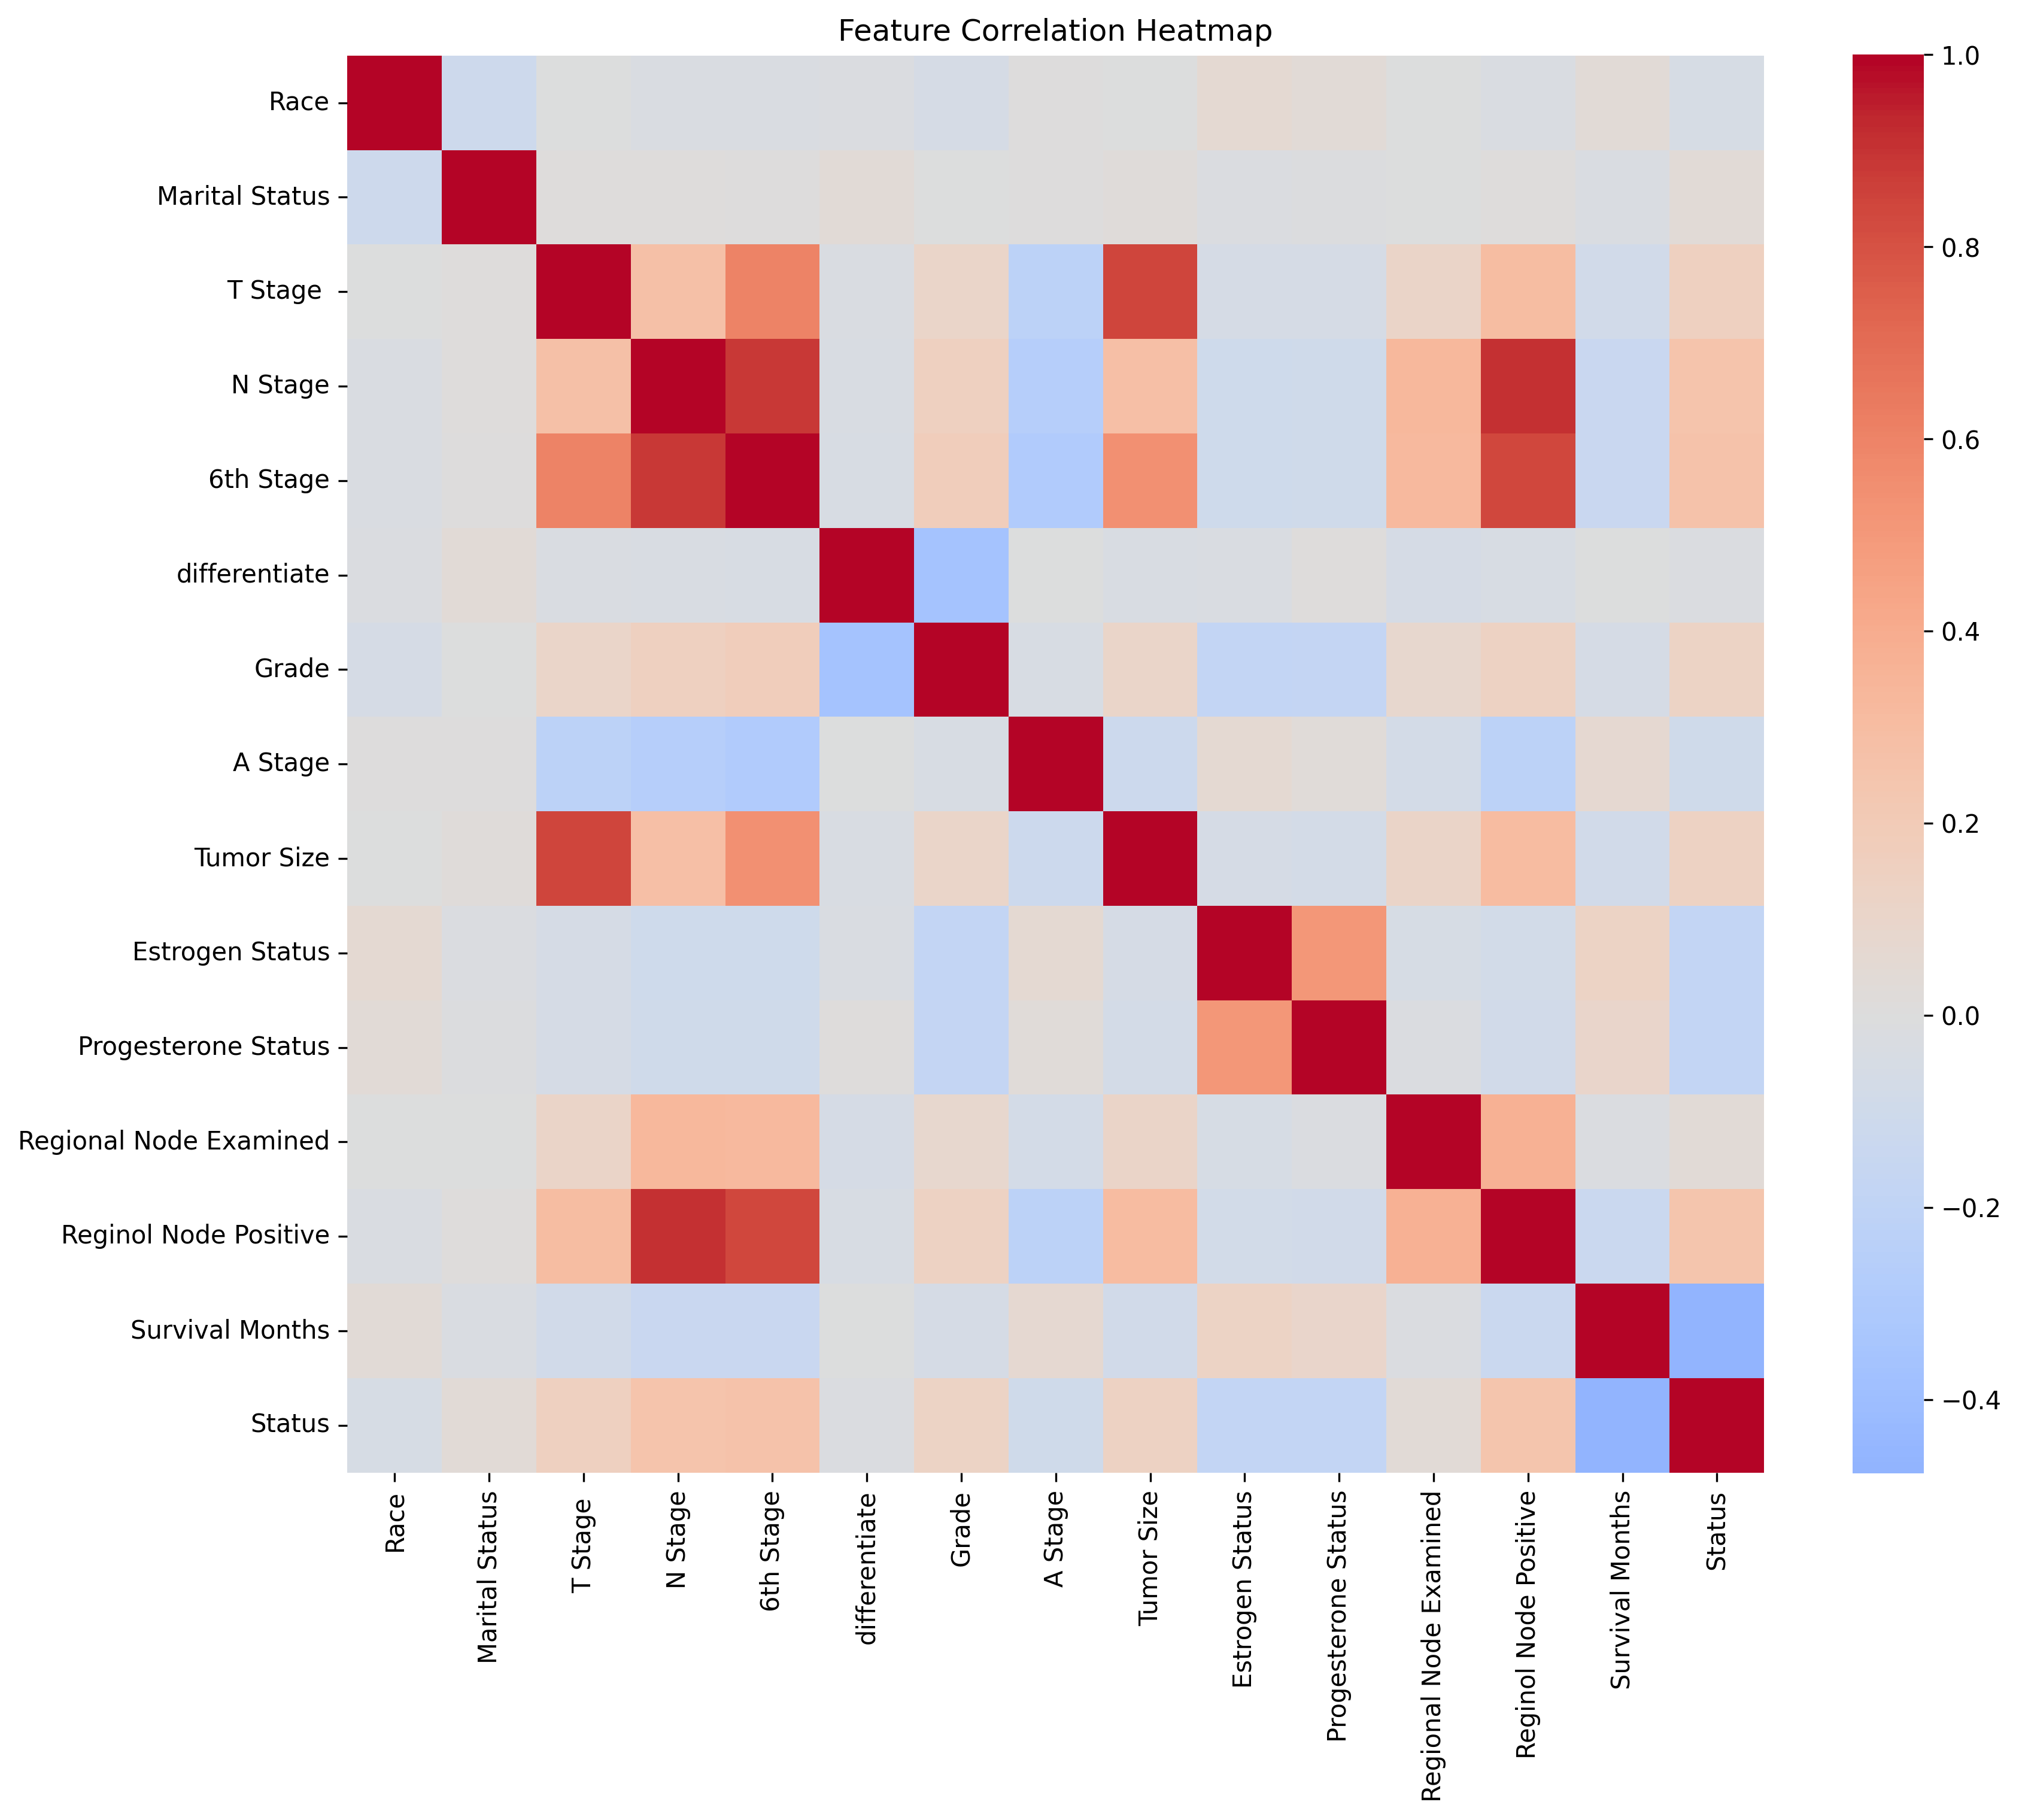 Feature Correlation Heatmap
Race
Marital Status
T Stage
N Stage
6th Stage
differentiate
Grade
A Stage
Tumor Size
Estrogen Status
Progesterone Status
Regional Node Examined
Reginol Node Positive
Survival Months
Status
Race
Marital Status
T Stage
N Stage
6th Stage
differentiate
Grade
A Stage
Tumor Size
Estrogen Status
Progesterone Status
Regional Node Examined
Reginol Node Positive
Survival Months
Status
1.0
0.8
0.6
0.4
0.2
0.0
−0.2
−0.4